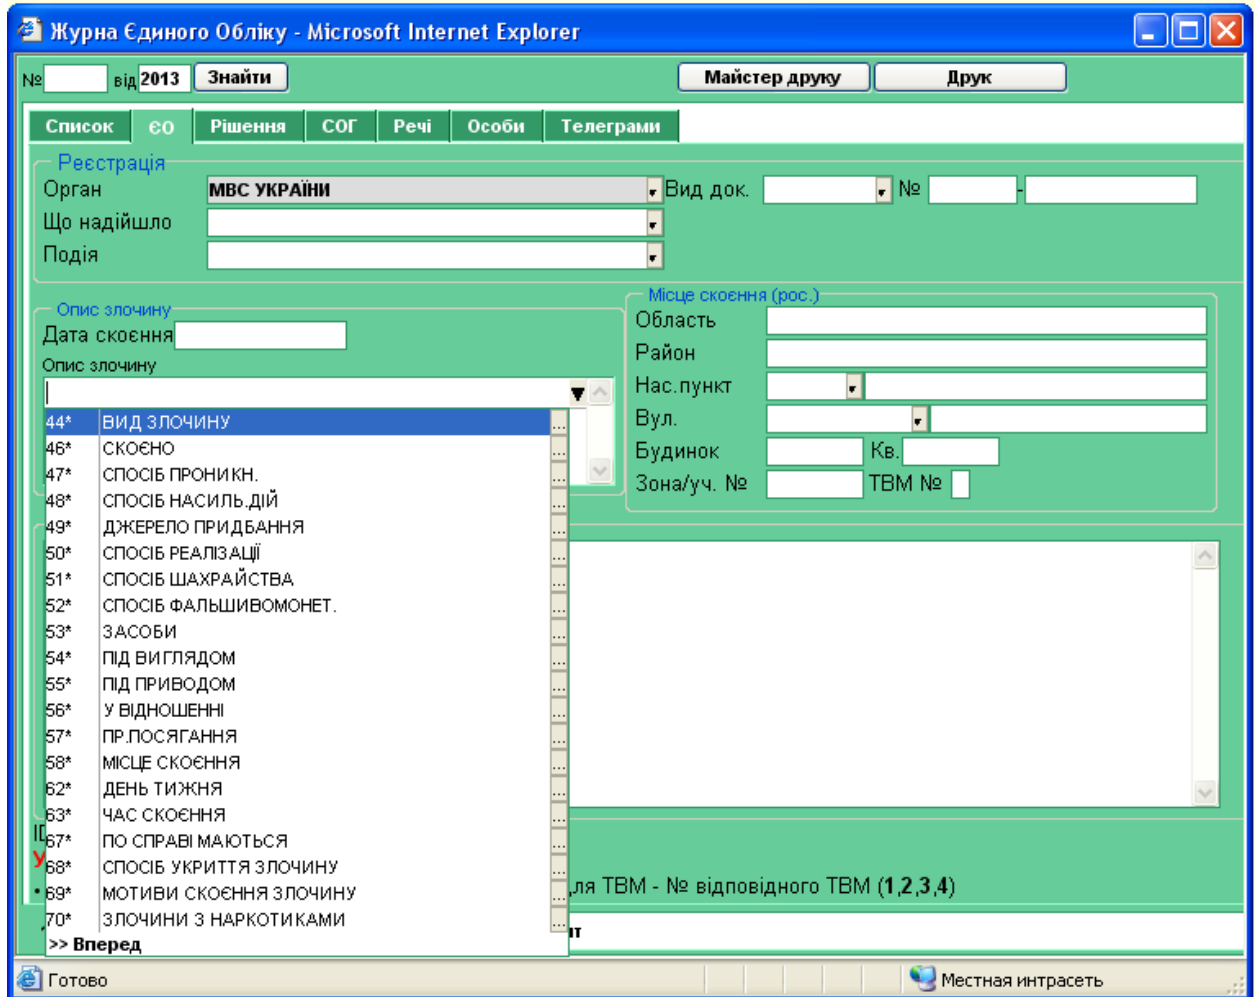 Журна Єдиного Обліку - Microsoft Internet Explorer
№ від 2013 Знайти Майстер друку Друк
Список ЄО Рішення СОГ Речі Особи Телеграми
Реєстрація
Орган МВС УКРАЇНИ Вид док. № -
Що надійшло
Подія
Опис злочину Місце скоєння (рос.)
Дата скоєння Область
Опис злочину Район
Нас.пункт
Вул.
Будинок Кв.
Зона/уч. № ТВМ №
44* ВИД ЗЛОЧИНУ ...
46* СКОЄНО ...
47* СПОСІБ ПРОНИКН. ...
48* СПОСІБ НАСИЛЬ.ДІЙ ...
49* ДЖЕРЕЛО ПРИДБАННЯ ...
50* СПОСІБ РЕАЛІЗАЦІЇ ...
51* СПОСІБ ШАХРАЙСТВА ...
52* СПОСІБ ФАЛЬШИВОМОНЕТ. ...
53* ЗАСОБИ ...
54* ПІД ВИГЛЯДОМ ...
55* ПІД ПРИВОДОМ ...
56* У ВІДНОШЕННІ ...
57* ПР.ПОСЯГАННЯ ...
58* МІСЦЕ СКОЄННЯ ...
62* ДЕНЬ ТИЖНЯ ...
63* ЧАС СКОЄННЯ ...
67* ПО СПРАВІ МАЮТЬСЯ ...
68* СПОСІБ УКРИТТЯ ЗЛОЧИНУ ...
69* МОТИВИ СКОЄННЯ ЗЛОЧИНУ ...
70* ЗЛОЧИНИ З НАРКОТИКАМИ ...
>> Вперед
ля ТВМ - № відповідного ТВМ (1,2,3,4)
Готово Местная интрасеть